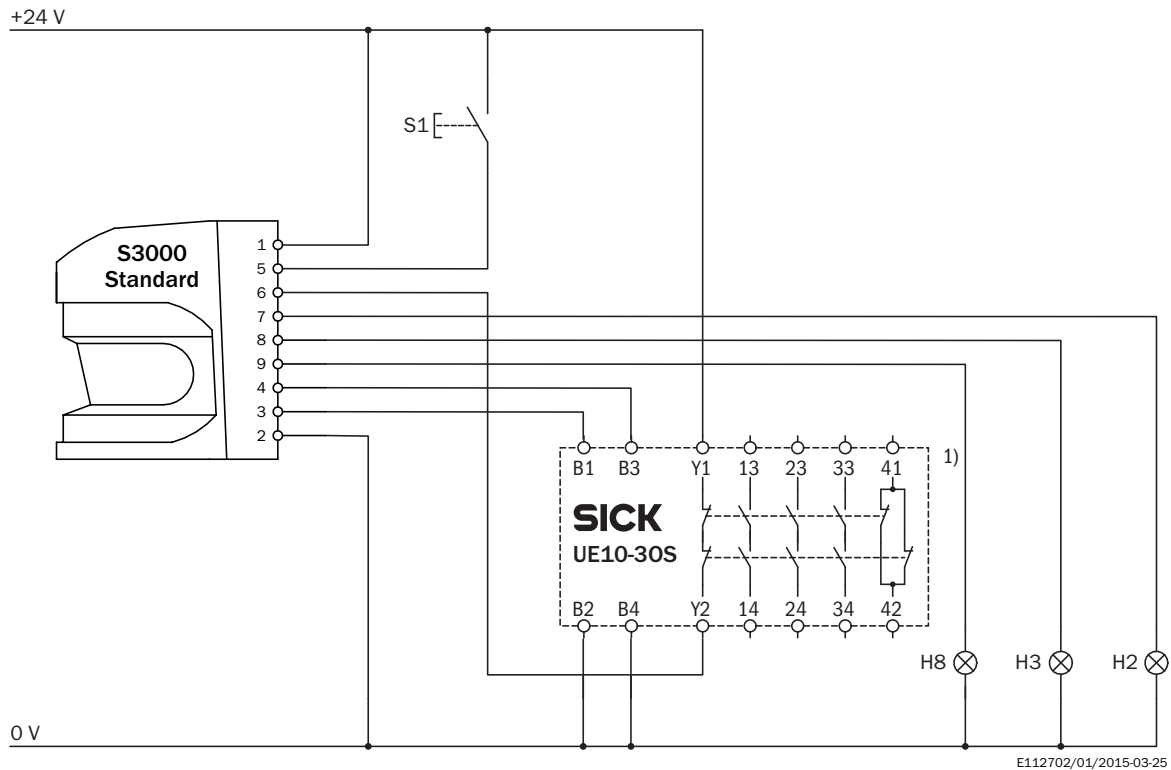 +24 V
S1
S3000
Standard
1
5
6
7
8
9
4
3
2
B1 B3 Y1 13 23 33 41 1)
SICK
UE10-30S
B2 B4 Y2 14 24 34 42
H8 H3 H2
0 V
E112702/01/2015-03-25